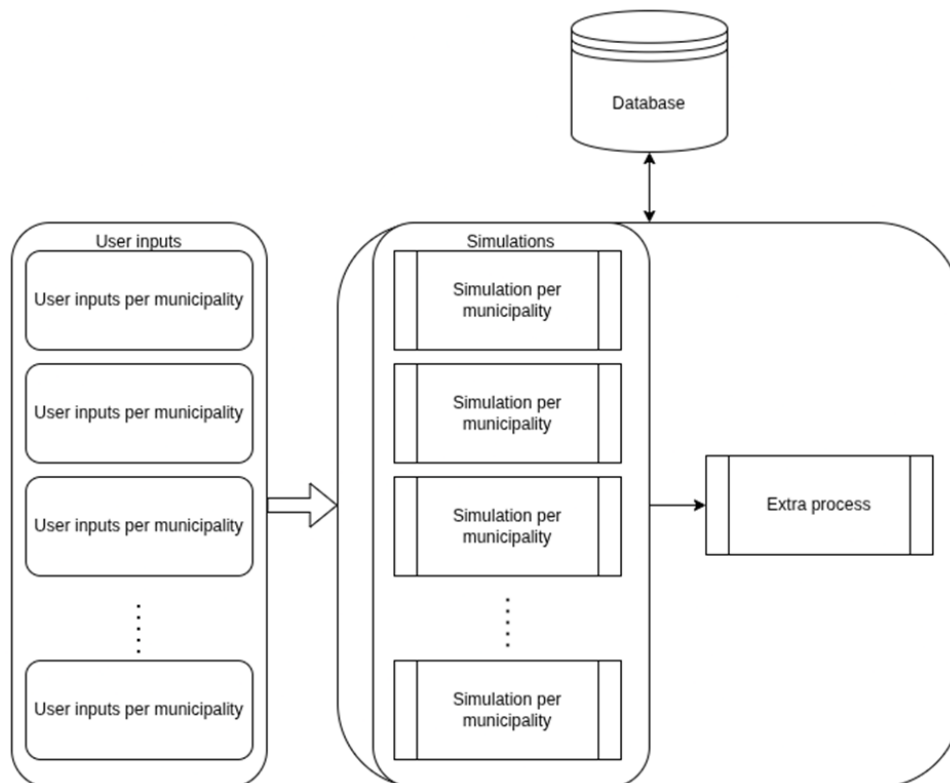 Database
User inputs
User inputs per municipality
User inputs per municipality
User inputs per municipality
User inputs per municipality
Simulations
Simulation per
municipality
Simulation per
municipality
Simulation per
municipality
Simulation per
municipality
Extra process